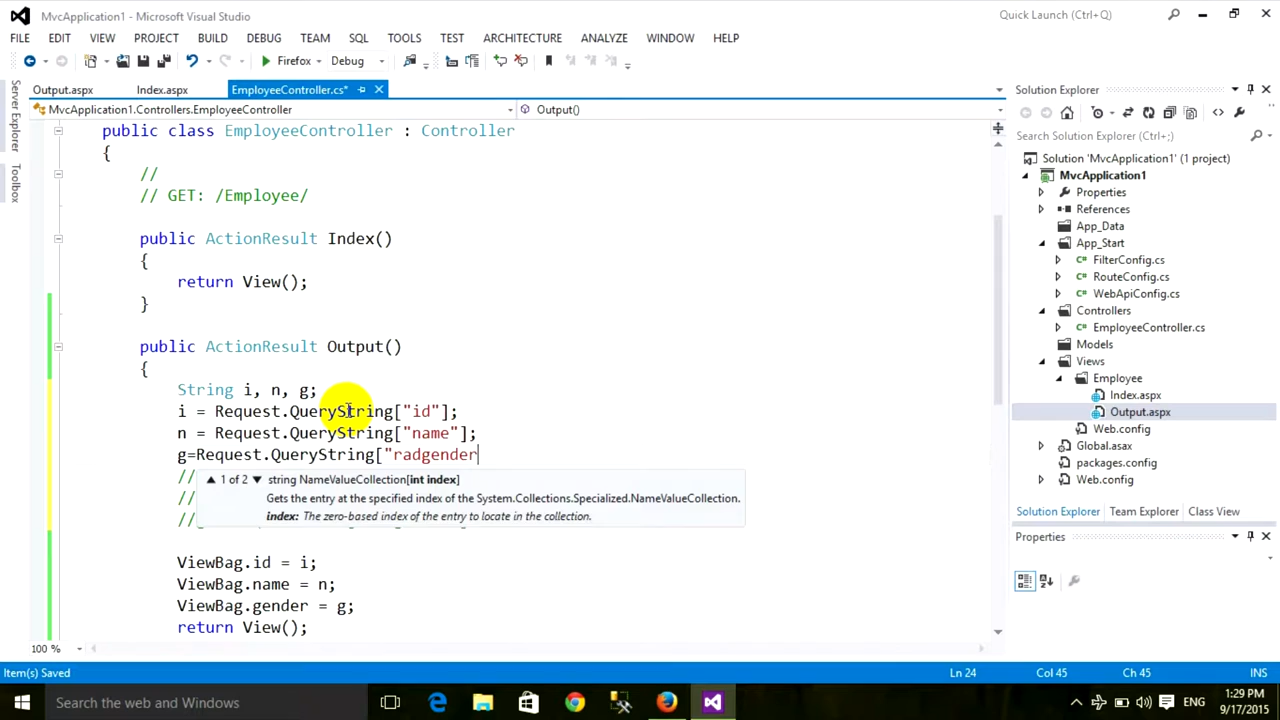 MvcApplication1 - Microsoft Visual Studio
Quick Launch (Ctrl+Q)
FILE EDIT VIEW PROJECT BUILD DEBUG TEAM SQL TOOLS TEST ARCHITECTURE ANALYZE WINDOW HELP
Firefox Debug
Server Explorer
Toolbox
Output.aspx Index.aspx EmployeeController.cs*
MvcApplication1.Controllers.EmployeeController Output()
public class EmployeeController : Controller
{
//
// GET: /Employee/
public ActionResult Index()
{
return View();
}
public ActionResult Output()
{
String i, n, g;
i = Request.QueryString["id"];
n = Request.QueryString["name"];
g=Request.QueryString["radgender
//
//
//
1 of 2 string NameValueCollection[int index]
Gets the entry at the specified index of the System.Collections.Specialized.NameValueCollection.
index: The zero-based index of the entry to locate in the collection.
ViewBag.id = i;
ViewBag.name = n;
ViewBag.gender = g;
return View();
100 %
Solution Explorer
Search Solution Explorer (Ctrl+;)
Solution 'MvcApplication1' (1 project)
MvcApplication1
Properties
References
App_Data
App_Start
C# FilterConfig.cs
C# RouteConfig.cs
C# WebApiConfig.cs
Controllers
C# EmployeeController.cs
Models
Views
Employee
Index.aspx
Output.aspx
Web.config
Global.asax
packages.config
Web.config
Solution Explorer Team Explorer Class View
Properties
Item(s) Saved Ln 24 Col 45 Ch 45 INS
Search the web and Windows
ENG
1:29 PM
9/17/2015